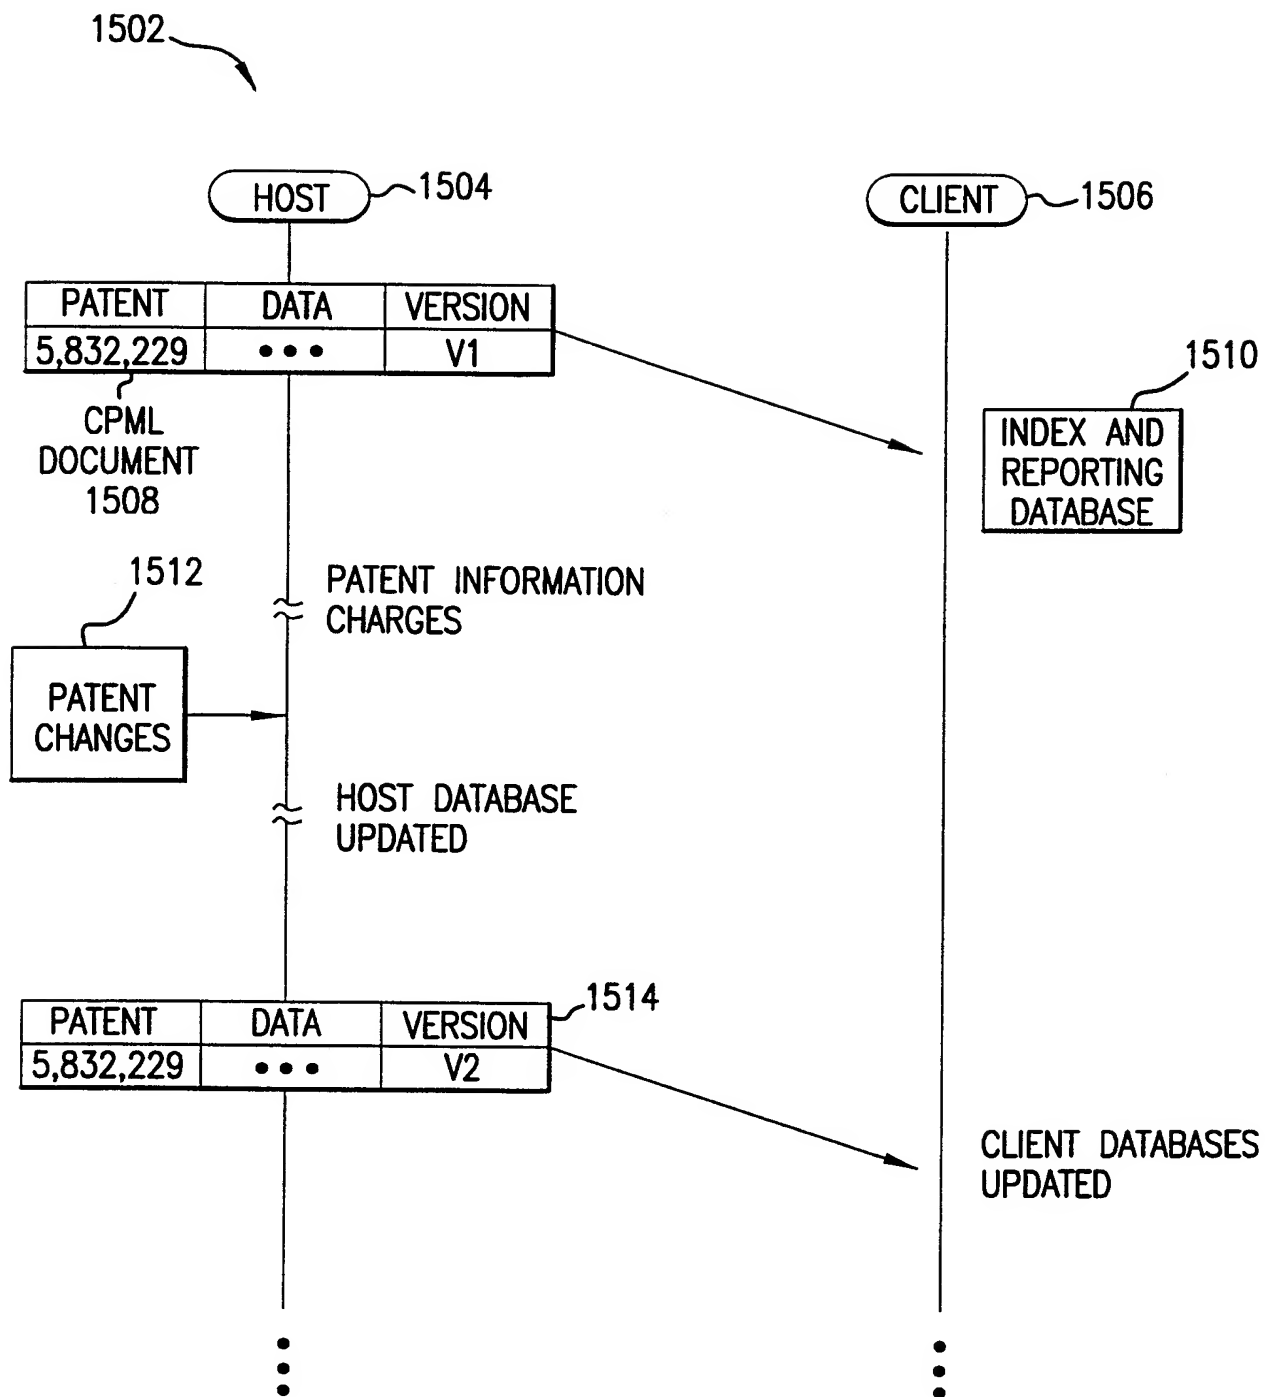 1502
HOST
1504
CLIENT
1506
PATENT DATA VERSION
5,832,229 ••• V1
CPML
DOCUMENT
1508
1510
INDEX AND
REPORTING
DATABASE
1512
PATENT INFORMATION
CHARGES
PATENT
CHANGES
HOST DATABASE
UPDATED
1514
PATENT DATA VERSION
5,832,229 ••• V2
CLIENT DATABASES
UPDATED